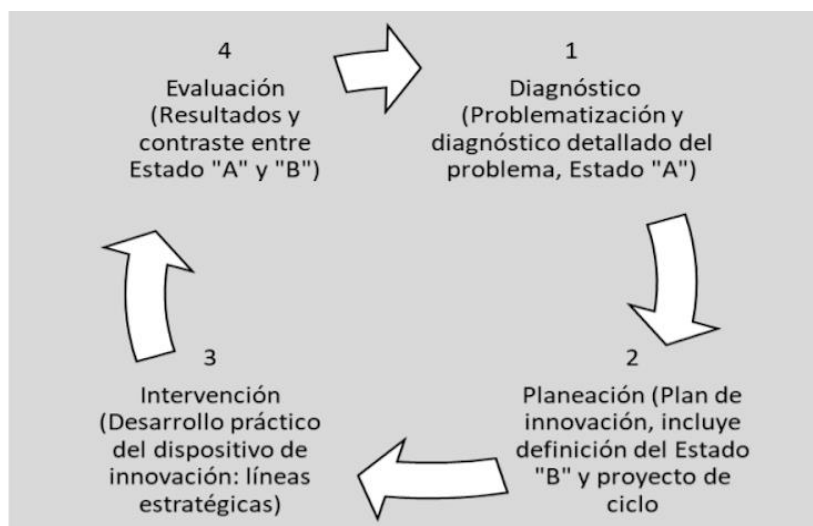 4
Evaluación
(Resultados y
contraste entre
Estado "A" y "B")
1
Diagnóstico
(Problematización y
diagnóstico detallado del
problema, Estado "A")
2
Planeación (Plan de
innovación, incluye
definición del Estado
"B" y proyecto de
ciclo
3
Intervención
(Desarrollo práctico
del dispositivo de
innovación: líneas
estratégicas)